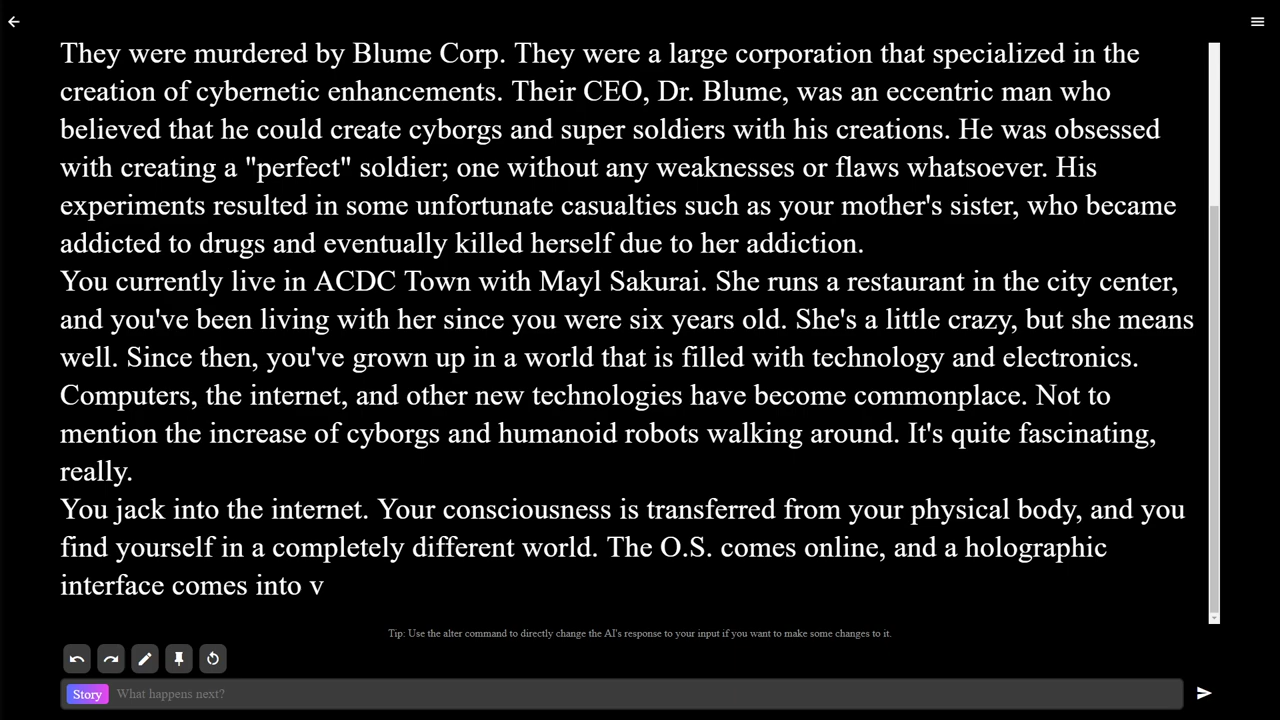 They were murdered by Blume Corp. They were a large corporation that specialized in the
creation of cybernetic enhancements. Their CEO, Dr. Blume, was an eccentric man who
believed that he could create cyborgs and super soldiers with his creations. He was obsessed
with creating a "perfect" soldier; one without any weaknesses or flaws whatsoever. His
experiments resulted in some unfortunate casualties such as your mother's sister, who became
addicted to drugs and eventually killed herself due to her addiction.
You currently live in ACDC Town with Mayl Sakurai. She runs a restaurant in the city center,
and you've been living with her since you were six years old. She's a little crazy, but she means
well. Since then, you've grown up in a world that is filled with technology and electronics.
Computers, the internet, and other new technologies have become commonplace. Not to
mention the increase of cyborgs and humanoid robots walking around. It's quite fascinating,
really.
You jack into the internet. Your consciousness is transferred from your physical body, and you
find yourself in a completely different world. The O.S. comes online, and a holographic
interface comes into v
Tip: Use the alter command to directly change the AI's response to your input if you want to make some changes to it.
Story What happens next?